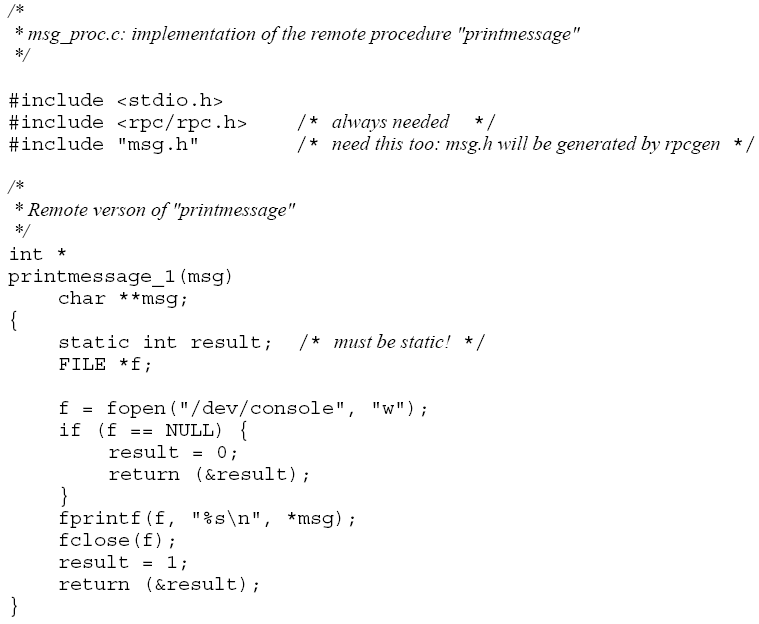 /*
 * msg_proc.c: implementation of the remote procedure "printmessage"
 */

#include <stdio.h>
#include <rpc/rpc.h>    /*  always needed    */
#include "msg.h"        /*  need this too: msg.h will be generated by rpcgen  */

/*
 * Remote verson of "printmessage"
 */
int *
printmessage_1(msg)
    char **msg;
{
    static int result;  /*  must be static!  */
    FILE *f;

    f = fopen("/dev/console", "w");
    if (f == NULL) {
        result = 0;
        return (&result);
    }
    fprintf(f, "%s\n", *msg);
    fclose(f);
    result = 1;
    return (&result);
}